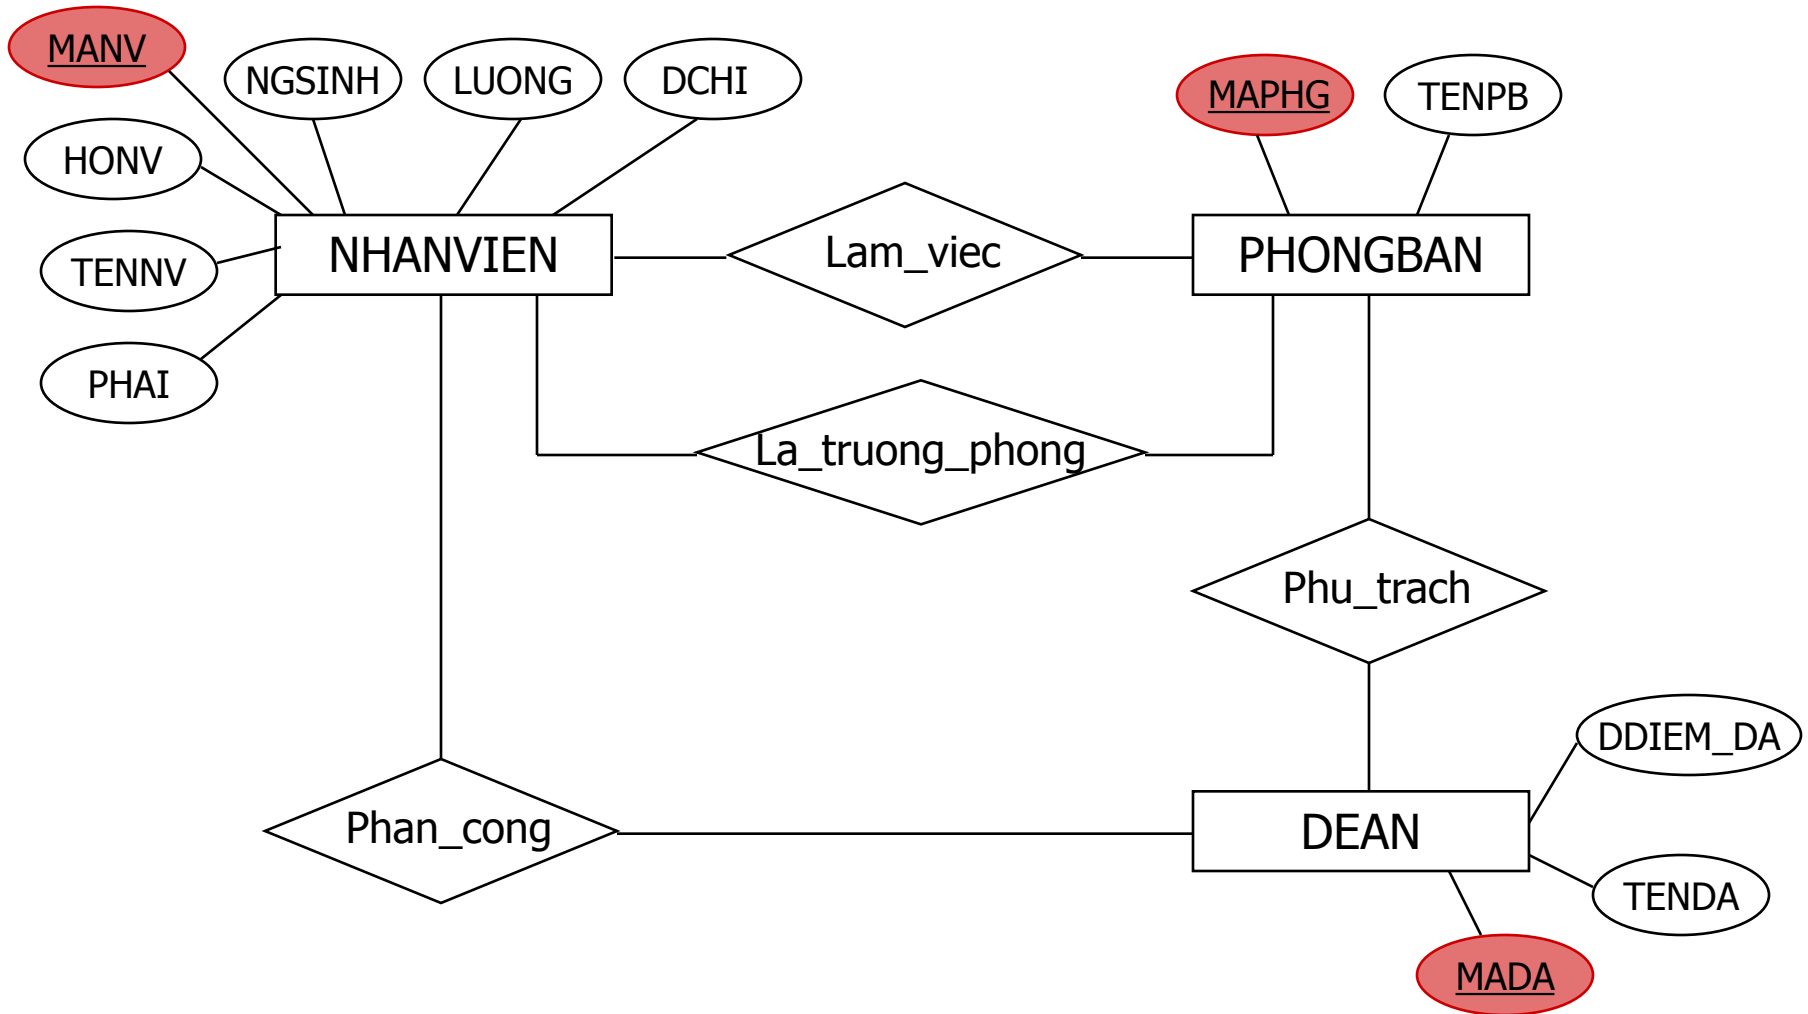 MANV
NGSINH
LUONG
DCHI
MAPHG
TENPB
HONV
TENNV
PHAI
NHANVIEN
Lam_viec
PHONGBAN
La_truong_phong
Phu_trach
Phan_cong
DEAN
DDIEM_DA
TENDA
MADA